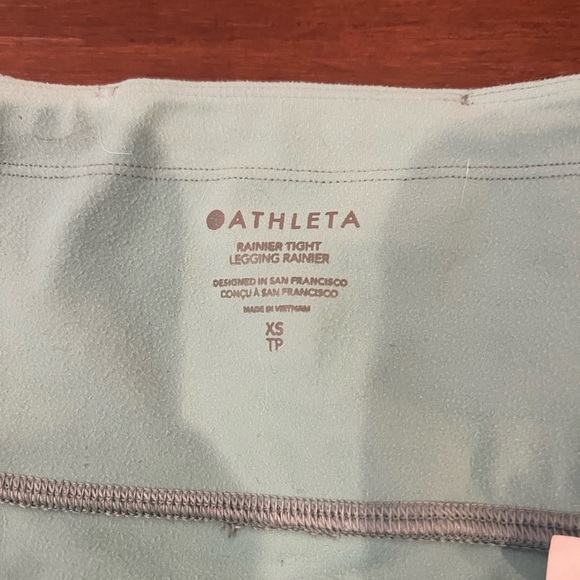 ATHLETA
RAINIER TIGHT
LEGGING RAINIER
DESIGNED IN SAN FRANCISCO
CONÇU À SAN FRANCISCO
MADE IN VIETNAM
XS
TP